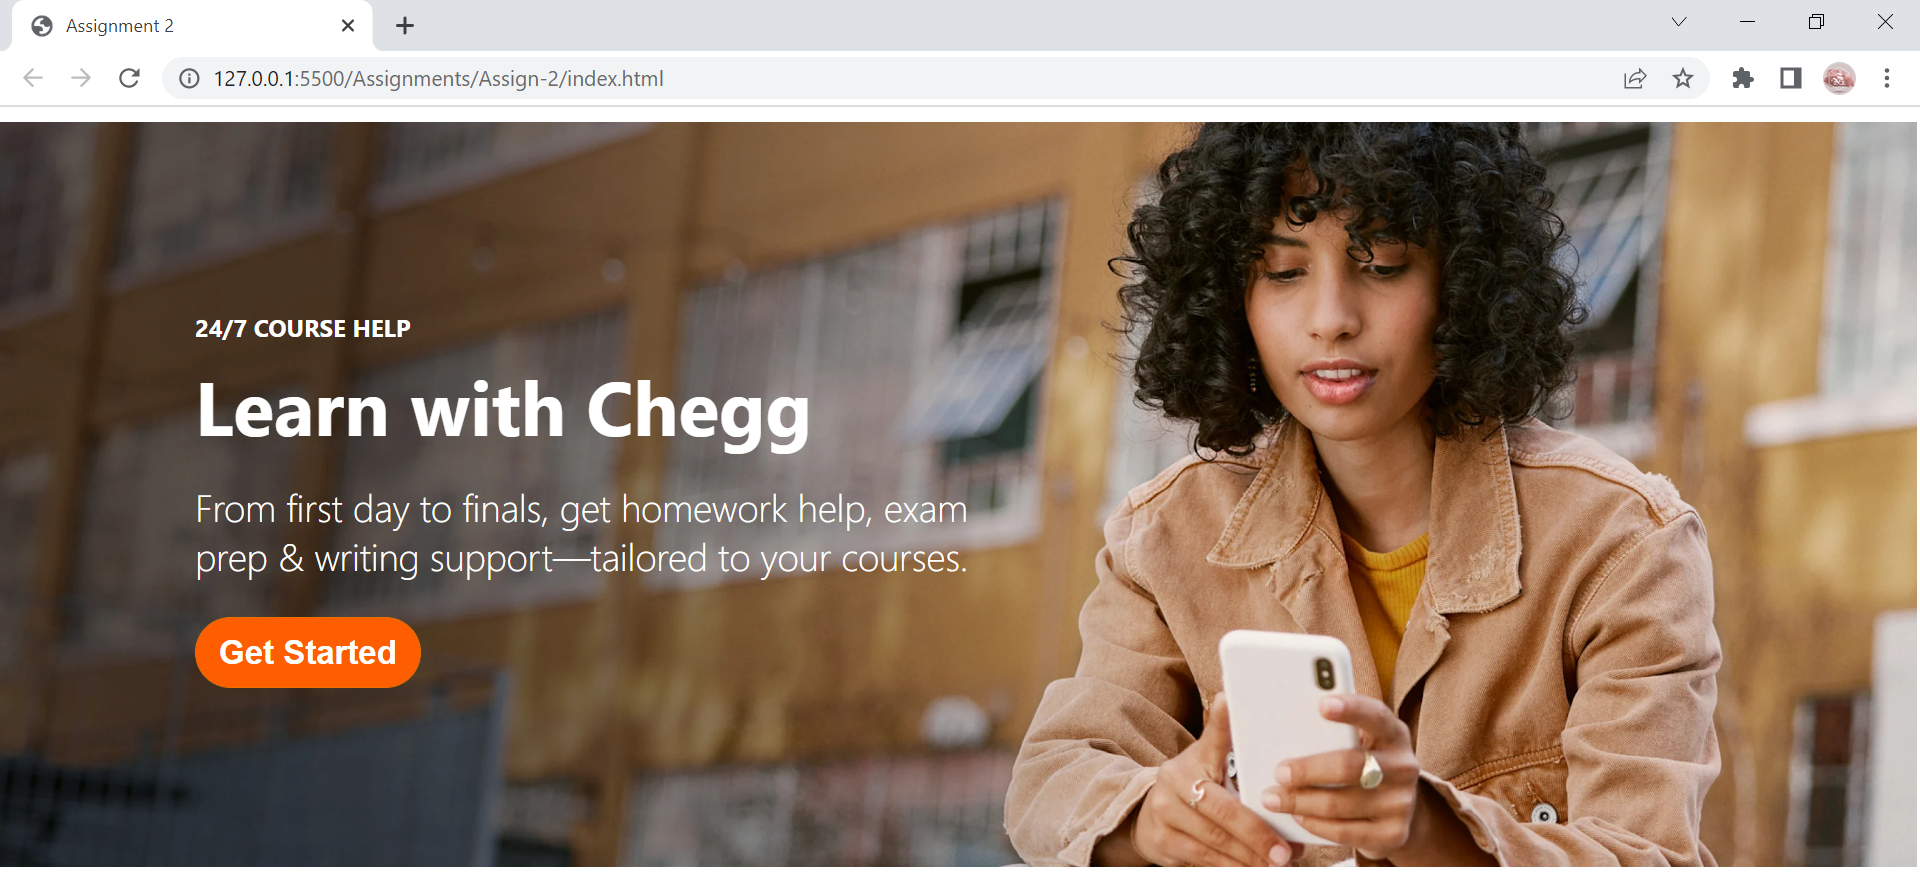 Assignment 2
127.0.0.1:5500/Assignments/Assign-2/index.html
24/7 COURSE HELP
Learn with Chegg
From first day to finals, get homework help, exam
prep & writing support—tailored to your courses.
Get Started